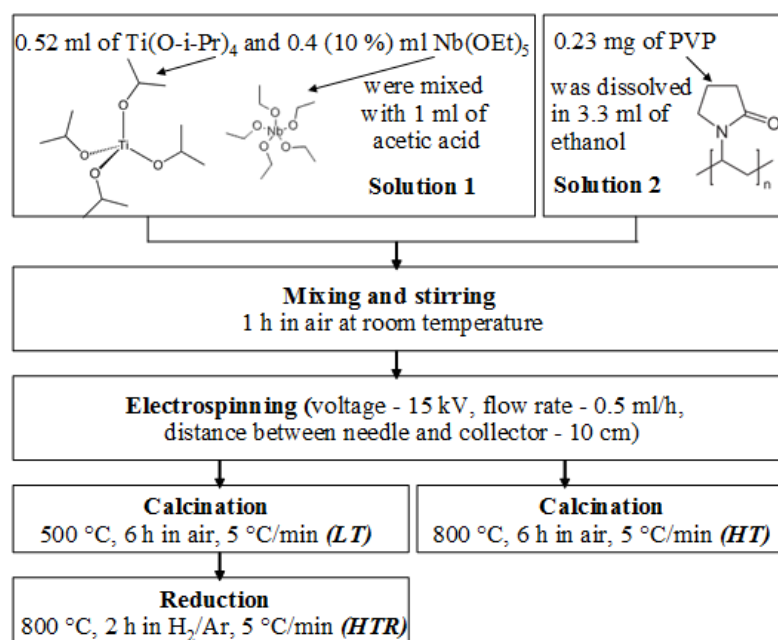 0.52 ml of Ti(O-i-Pr)4 and 0.4 (10 %) ml Nb(OEt)5
were mixed
with 1 ml of
acetic acid
Solution 1
O
Ti
O
O
O
O
O
Nb
O
O
O
0.23 mg of PVP
was dissolved
in 3.3 ml of
ethanol
Solution 2
N
O
n
Mixing and stirring
1 h in air at room temperature
Electrospinning (voltage - 15 kV, flow rate - 0.5 ml/h,
distance between needle and collector - 10 cm)
Calcination
500 °C, 6 h in air, 5 °C/min (LT)
Calcination
800 °C, 6 h in air, 5 °C/min (HT)
Reduction
800 °C, 2 h in H2/Ar, 5 °C/min (HTR)